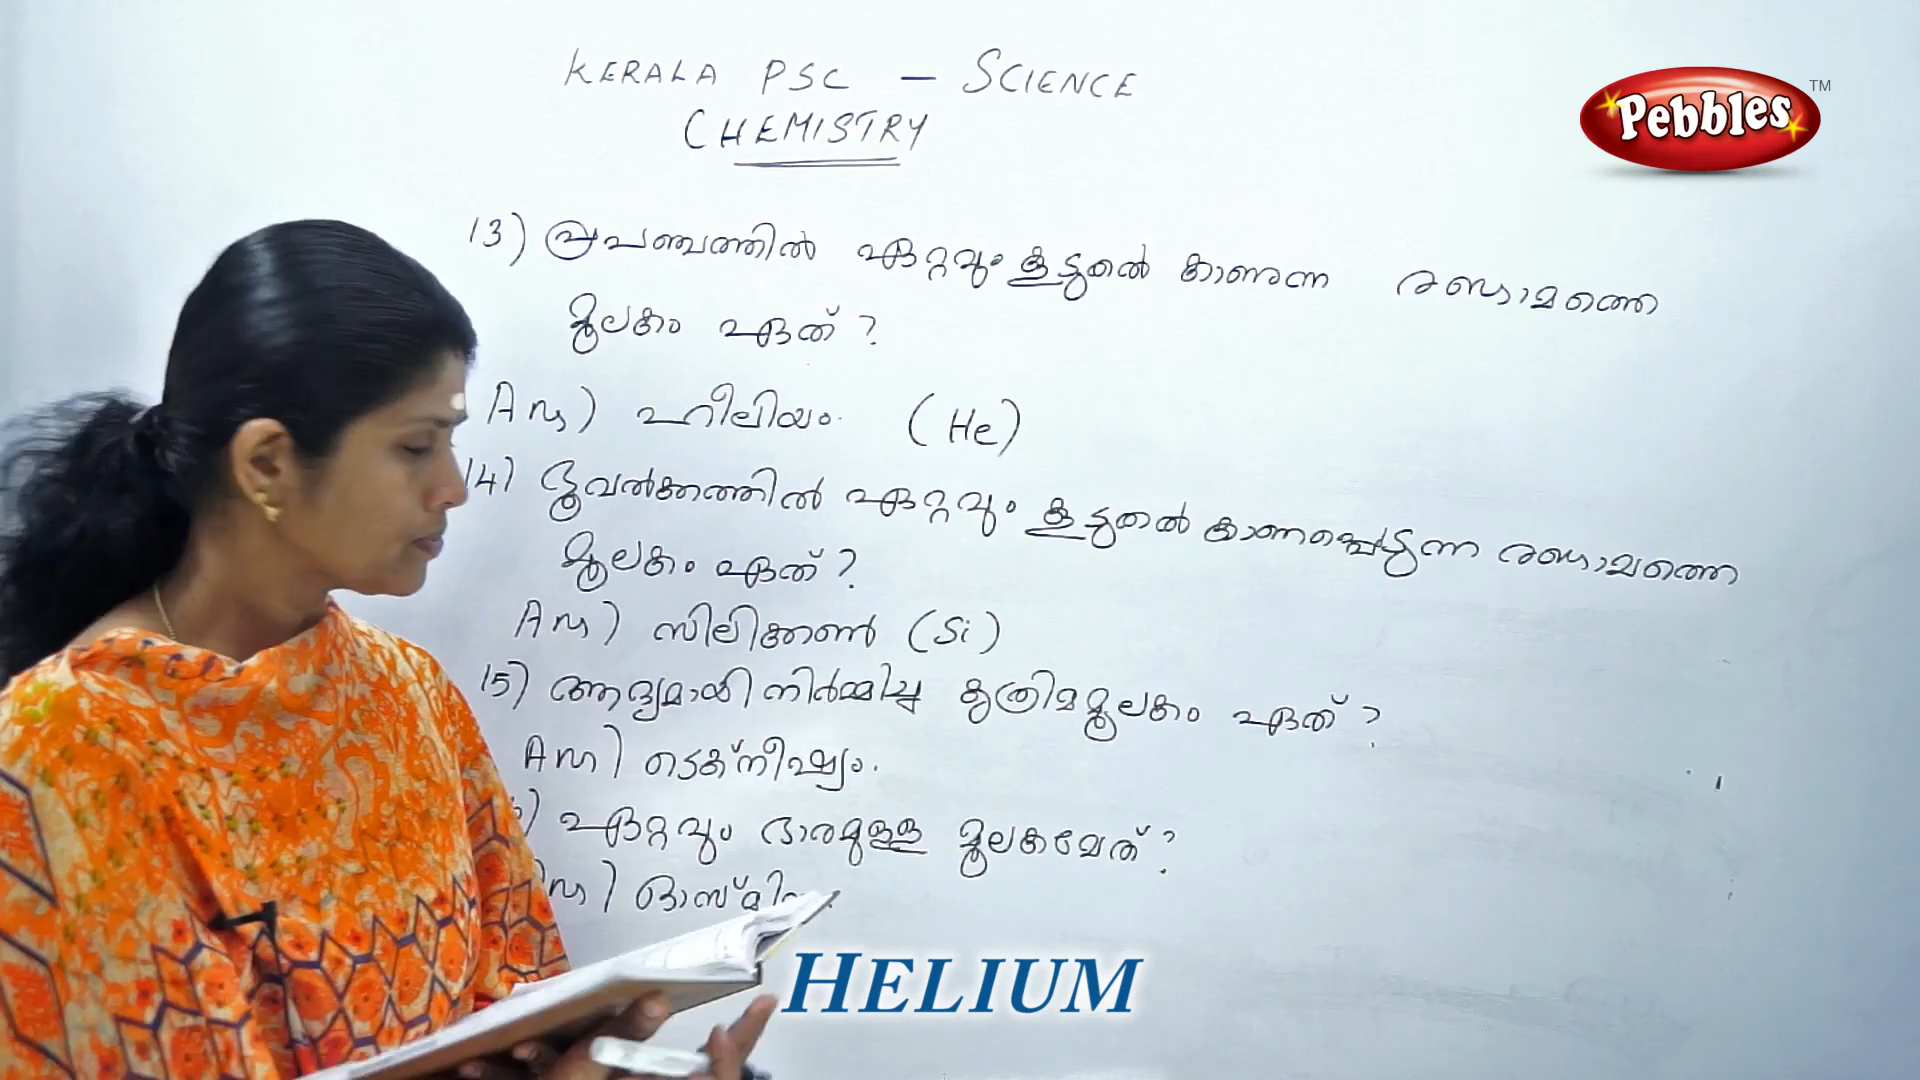 KERALA PSC – SCIENCE
CHEMISTRY
Pebbles TM
13) പ്രപഞ്ചത്തിൽ ഏറ്റവും കൂടുതൽ കാണുന്ന രണ്ടാമത്തെ
മൂലകം ഏത് ?
Ans) ഹീലിയം. (He)
14) ഭൂവൽക്കത്തിൽ ഏറ്റവും കൂടുതൽ കാണപ്പെടുന്ന രണ്ടാമത്തെ
മൂലകം ഏത് ?
Ans) സിലിക്കൺ (Si)
15) ആദ്യമായി നിർമ്മിച്ച കൃത്രിമമൂലകം ഏത് ?
Ans) ടെക്നീഷ്യം.
) ഏറ്റവും ഭാരമുള്ള മൂലകമേത് ?
Ans)
HELIUM